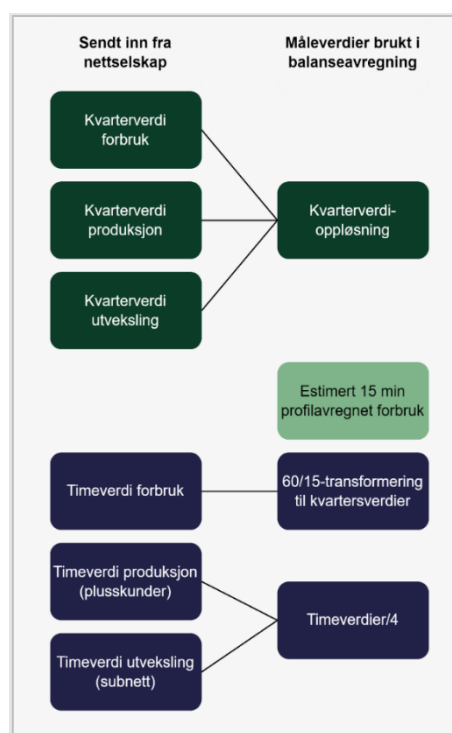 Sendt inn fra
nettselskap
Måleverdier brukt i
balanseavregning
Kvarterverdi
forbruk
Kvarterverdi
produksjon
Kvarterverdi-
oppløsning
Kvarterverdi
utveksling
Estimert 15 min
profilavregnet forbruk
Timeverdi forbruk
60/15-transformering
til kvartersverdier
Timeverdi produksjon
(plusskunder)
Timeverdier/4
Timeverdi utveksling
(subnett)